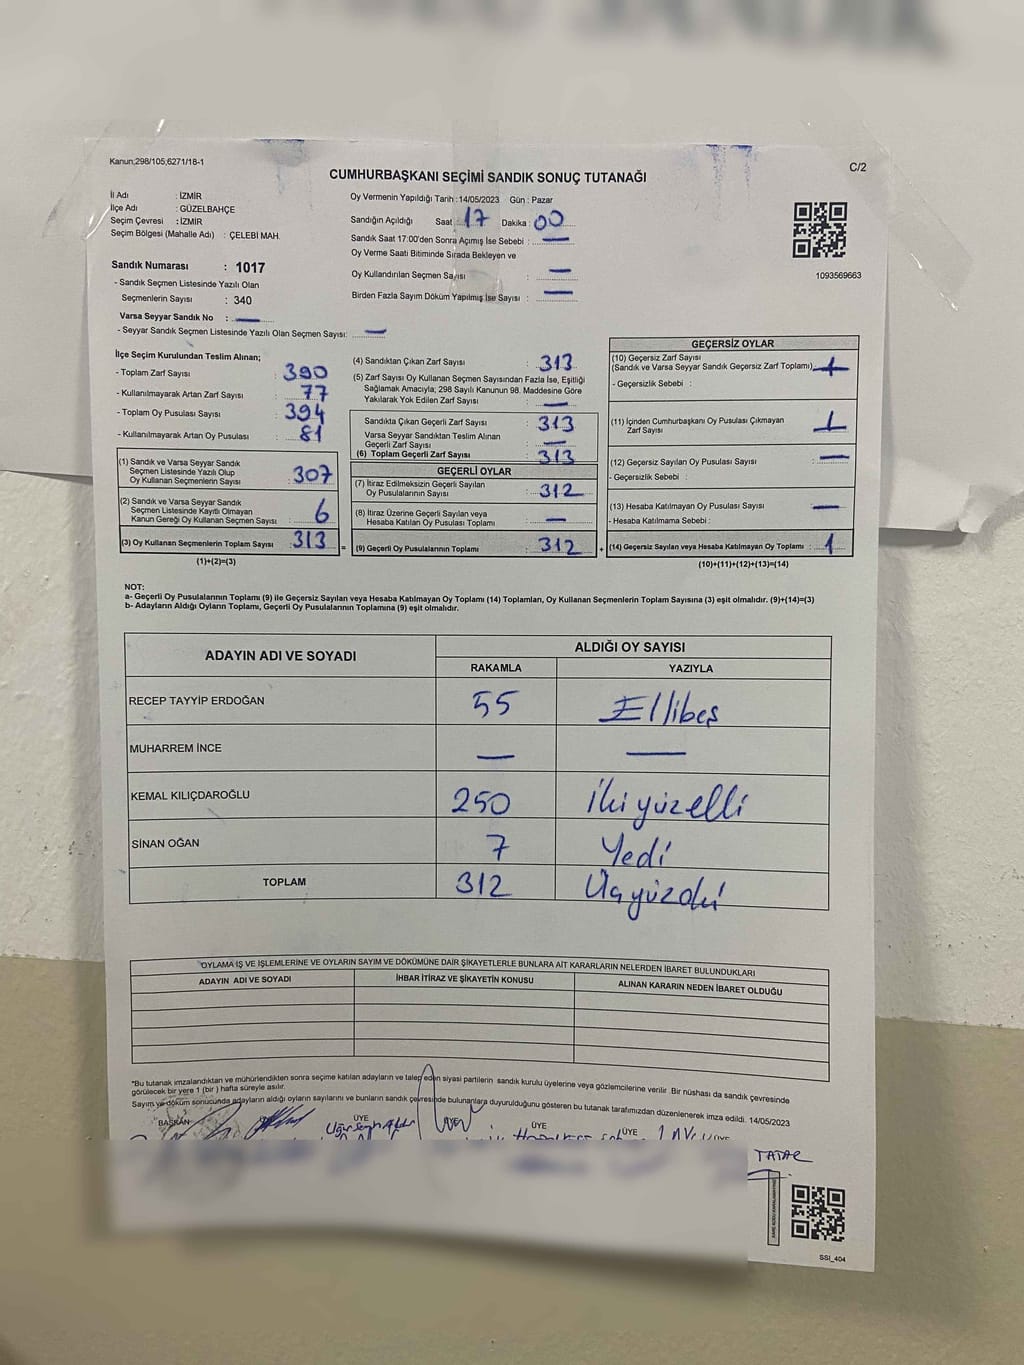 Kanun;298/105;6271/18-1
C/2
CUMHURBAŞKANI SEÇİMİ SANDIK SONUÇ TUTANAĞI
İl Adı : İZMİR
İlçe Adı : GÜZELBAHÇE
Seçim Çevresi : İZMİR
Seçim Bölgesi (Mahalle Adı) : ÇELEBİ MAH.
Sandık Numarası : 1017
- Sandık Seçmen Listesinde Yazılı Olan
Seçmenlerin Sayısı : 340
Varsa Seyyar Sandık No : —
- Seyyar Sandık Seçmen Listesinde Yazılı Olan Seçmen Sayısı: —
Oy Vermenin Yapıldığı Tarih : 14/05/2023 Gün : Pazar
Sandığın Açıldığı Saat : 17 Dakika : 00
Sandık Saat 17:00'den Sonra Açımış İse Sebebi : —
Oy Verme Saati Bitiminde Sırada Bekleyen ve
Oy Kullandırılan Seçmen Sayısı : —
Birden Fazla Sayım Döküm Yapılmış İse Sayısı : —
1093569663
İlçe Seçim Kurulundan Teslim Alınan;
- Toplam Zarf Sayısı : 390
- Kullanılmayarak Artan Zarf Sayısı : 77
- Toplam Oy Pusulası Sayısı : 394
- Kullanılmayarak Artan Oy Pusulası : 81
(1) Sandık ve Varsa Seyyar Sandık
Seçmen Listesinde Yazılı Olup
Oy Kullanan Seçmenlerin Sayısı : 307
(2) Sandık ve Varsa Seyyar Sandık
Seçmen Listesinde Kayıtlı Olmayan
Kanun Gereği Oy Kullanan Seçmen Sayısı : 6
(3) Oy Kullanan Seçmenlerin Toplam Sayısı : 313 =
(1)+(2)=(3)
(4) Sandıktan Çıkan Zarf Sayısı : 313
(5) Zarf Sayısı Oy Kullanan Seçmen Sayısından Fazla İse, Eşitliği
Sağlamak Amacıyla; 298 Sayılı Kanunun 98. Maddesine Göre
Yakılarak Yok Edilen Zarf Sayısı : —
Sandıkta Çıkan Geçerli Zarf Sayısı : 313
Varsa Seyyar Sandıktan Teslim Alınan
Geçerli Zarf Sayısı : —
(6) Toplam Geçerli Zarf Sayısı : 313
GEÇERLİ OYLAR
(7) İtiraz Edilmeksizin Geçerli Sayılan
Oy Pusulalarının Sayısı : 312
(8) İtiraz Üzerine Geçerli Sayılan veya
Hesaba Katılan Oy Pusulası Toplamı : —
(9) Geçerli Oy Pusulalarının Toplamı : 312 +
GEÇERSİZ OYLAR
(10) Geçersiz Zarf Sayısı
(Sandık ve Varsa Seyyar Sandık Geçersiz Zarf Toplamı)
- Geçersizlik Sebebi :
(11) İçinden Cumhurbaşkanı Oy Pusulası Çıkmayan
Zarf Sayısı : 1
(12) Geçersiz Sayılan Oy Pusulası Sayısı : —
- Geçersizlik Sebebi :
(13) Hesaba Katılmayan Oy Pusulası Sayısı : —
- Hesaba Katılmama Sebebi :
(14) Geçersiz Sayılan veya Hesaba Katılmayan Oy Toplamı : 1
(10)+(11)+(12)+(13)=(14)
NOT:
a- Geçerli Oy Pusulalarının Toplamı (9) ile Geçersiz Sayılan veya Hesaba Katılmayan Oy Toplamı (14) Toplamları, Oy Kullanan Seçmenlerin Toplam Sayısına (3) eşit olmalıdır. (9)+(14)=(3)
b- Adayların Aldığı Oyların Toplamı, Geçerli Oy Pusulalarının Toplamına (9) eşit olmalıdır.
ADAYIN ADI VE SOYADI
ALDIĞI OY SAYISI
RAKAMLA YAZIYLA
RECEP TAYYİP ERDOĞAN 55 Ellibeş
MUHARREM İNCE — —
KEMAL KILIÇDAROĞLU 250 İkiyüzelli
SİNAN OĞAN 7 Yedi
TOPLAM 312 Üçyüzoniki
OYLAMA İŞ VE İŞLEMLERİNE VE OYLARIN SAYIM VE DÖKÜMÜNE DAİR ŞİKAYETLERLE BUNLARA AİT KARARLARIN NELERDEN İBARET BULUNDUKLARI
ADAYIN ADI VE SOYADI İHBAR İTİRAZ VE ŞİKAYETİN KONUSU ALINAN KARARIN NEDEN İBARET OLDUĞU
*Bu tutanak imzalandıktan ve mühürlendikten sonra seçime katılan adayların ve talep eden siyasi partilerin sandık kurulu üyelerine veya gözlemcilerine verilir. Bir nüshası da sandık çevresinde
görülecek bir yere 1 (bir) hafta süreyle asılır.
Sayım ve döküm sonucunda adayların aldığı oyların sayılarını ve bunların sandık çevresinde bulunanlara duyurulduğunu gösteren bu tutanak tarafımızdan düzenlenerek imza edildi. 14/05/2023
BAŞKAN ÜYE ÜYE ÜYE
TATAR
SSI_404